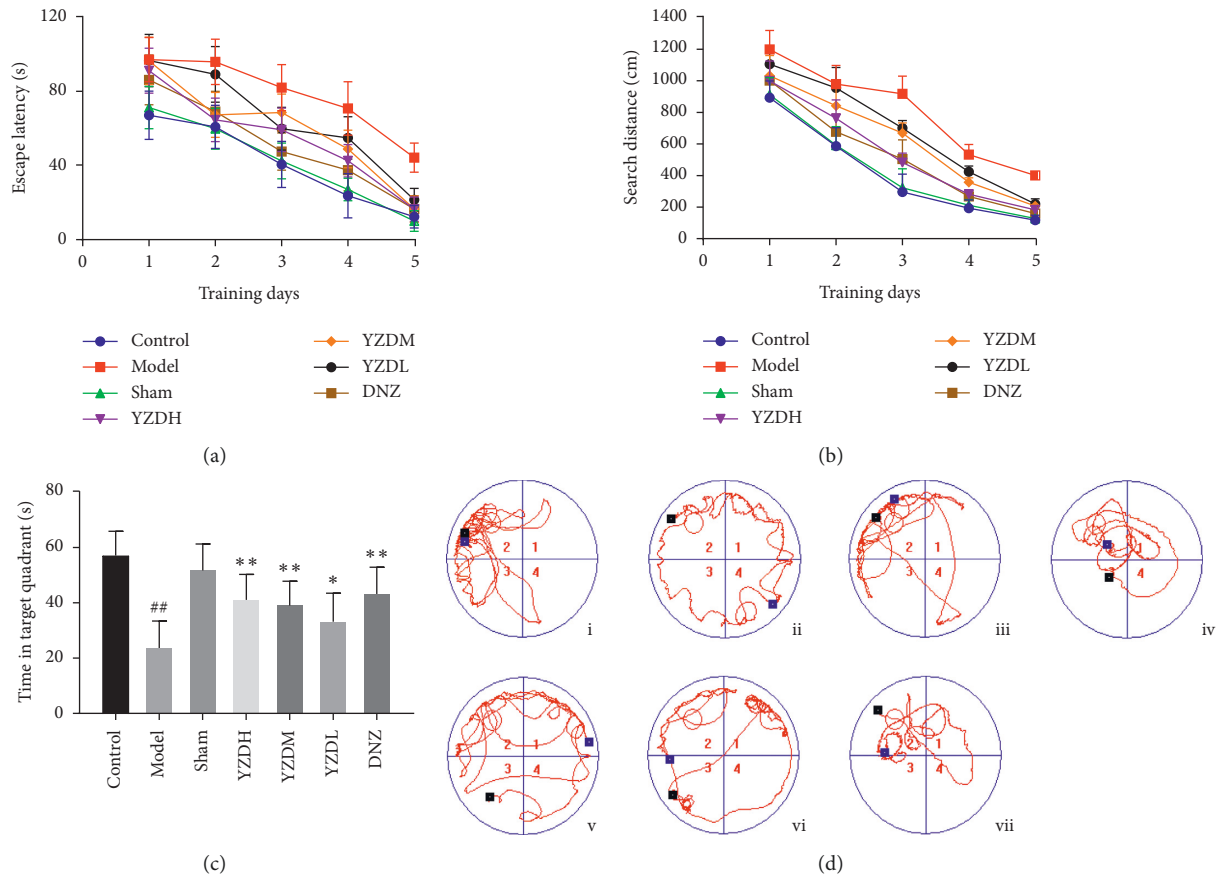 120
80
40
0
Escape latency (s)
0 1 2 3 4 5
Training days
Control
Model
Sham
YZDH
YZDM
YZDL
DNZ
(a)
1400
1200
1000
800
600
400
200
0
Search distance (cm)
0 1 2 3 4 5
Training days
Control
Model
Sham
YZDH
YZDM
YZDL
DNZ
(b)
80
60
40
20
0
Time in target quadrant (s)
##
**
**
*
**
Control
Model
Sham
YZDH
YZDM
YZDL
DNZ
(c)
2 1
3 4
i
2 1
3 4
ii
2 1
3 4
iii
4
iv
2 1
3 4
v
2 1
3 4
vi
2 1
3 4
vii
(d)